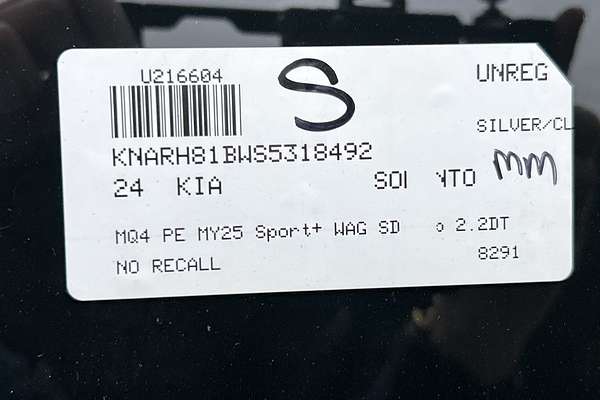 U216604
S
UNREG
SILVER/CL
KNARH81BWS5318492
MM
24 KIA SOI NTO
MQ4 PE MY25 Sport+ WAG SD o 2.2DT
8291
NO RECALL